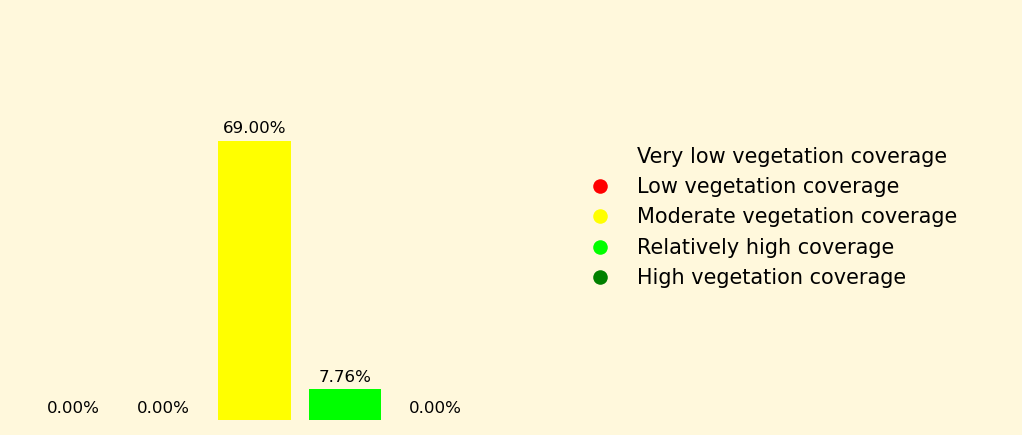 69.00%
7.76%
0.00%
0.00%
0.00%
Very low vegetation coverage
Low vegetation coverage
Moderate vegetation coverage
Relatively high coverage
High vegetation coverage